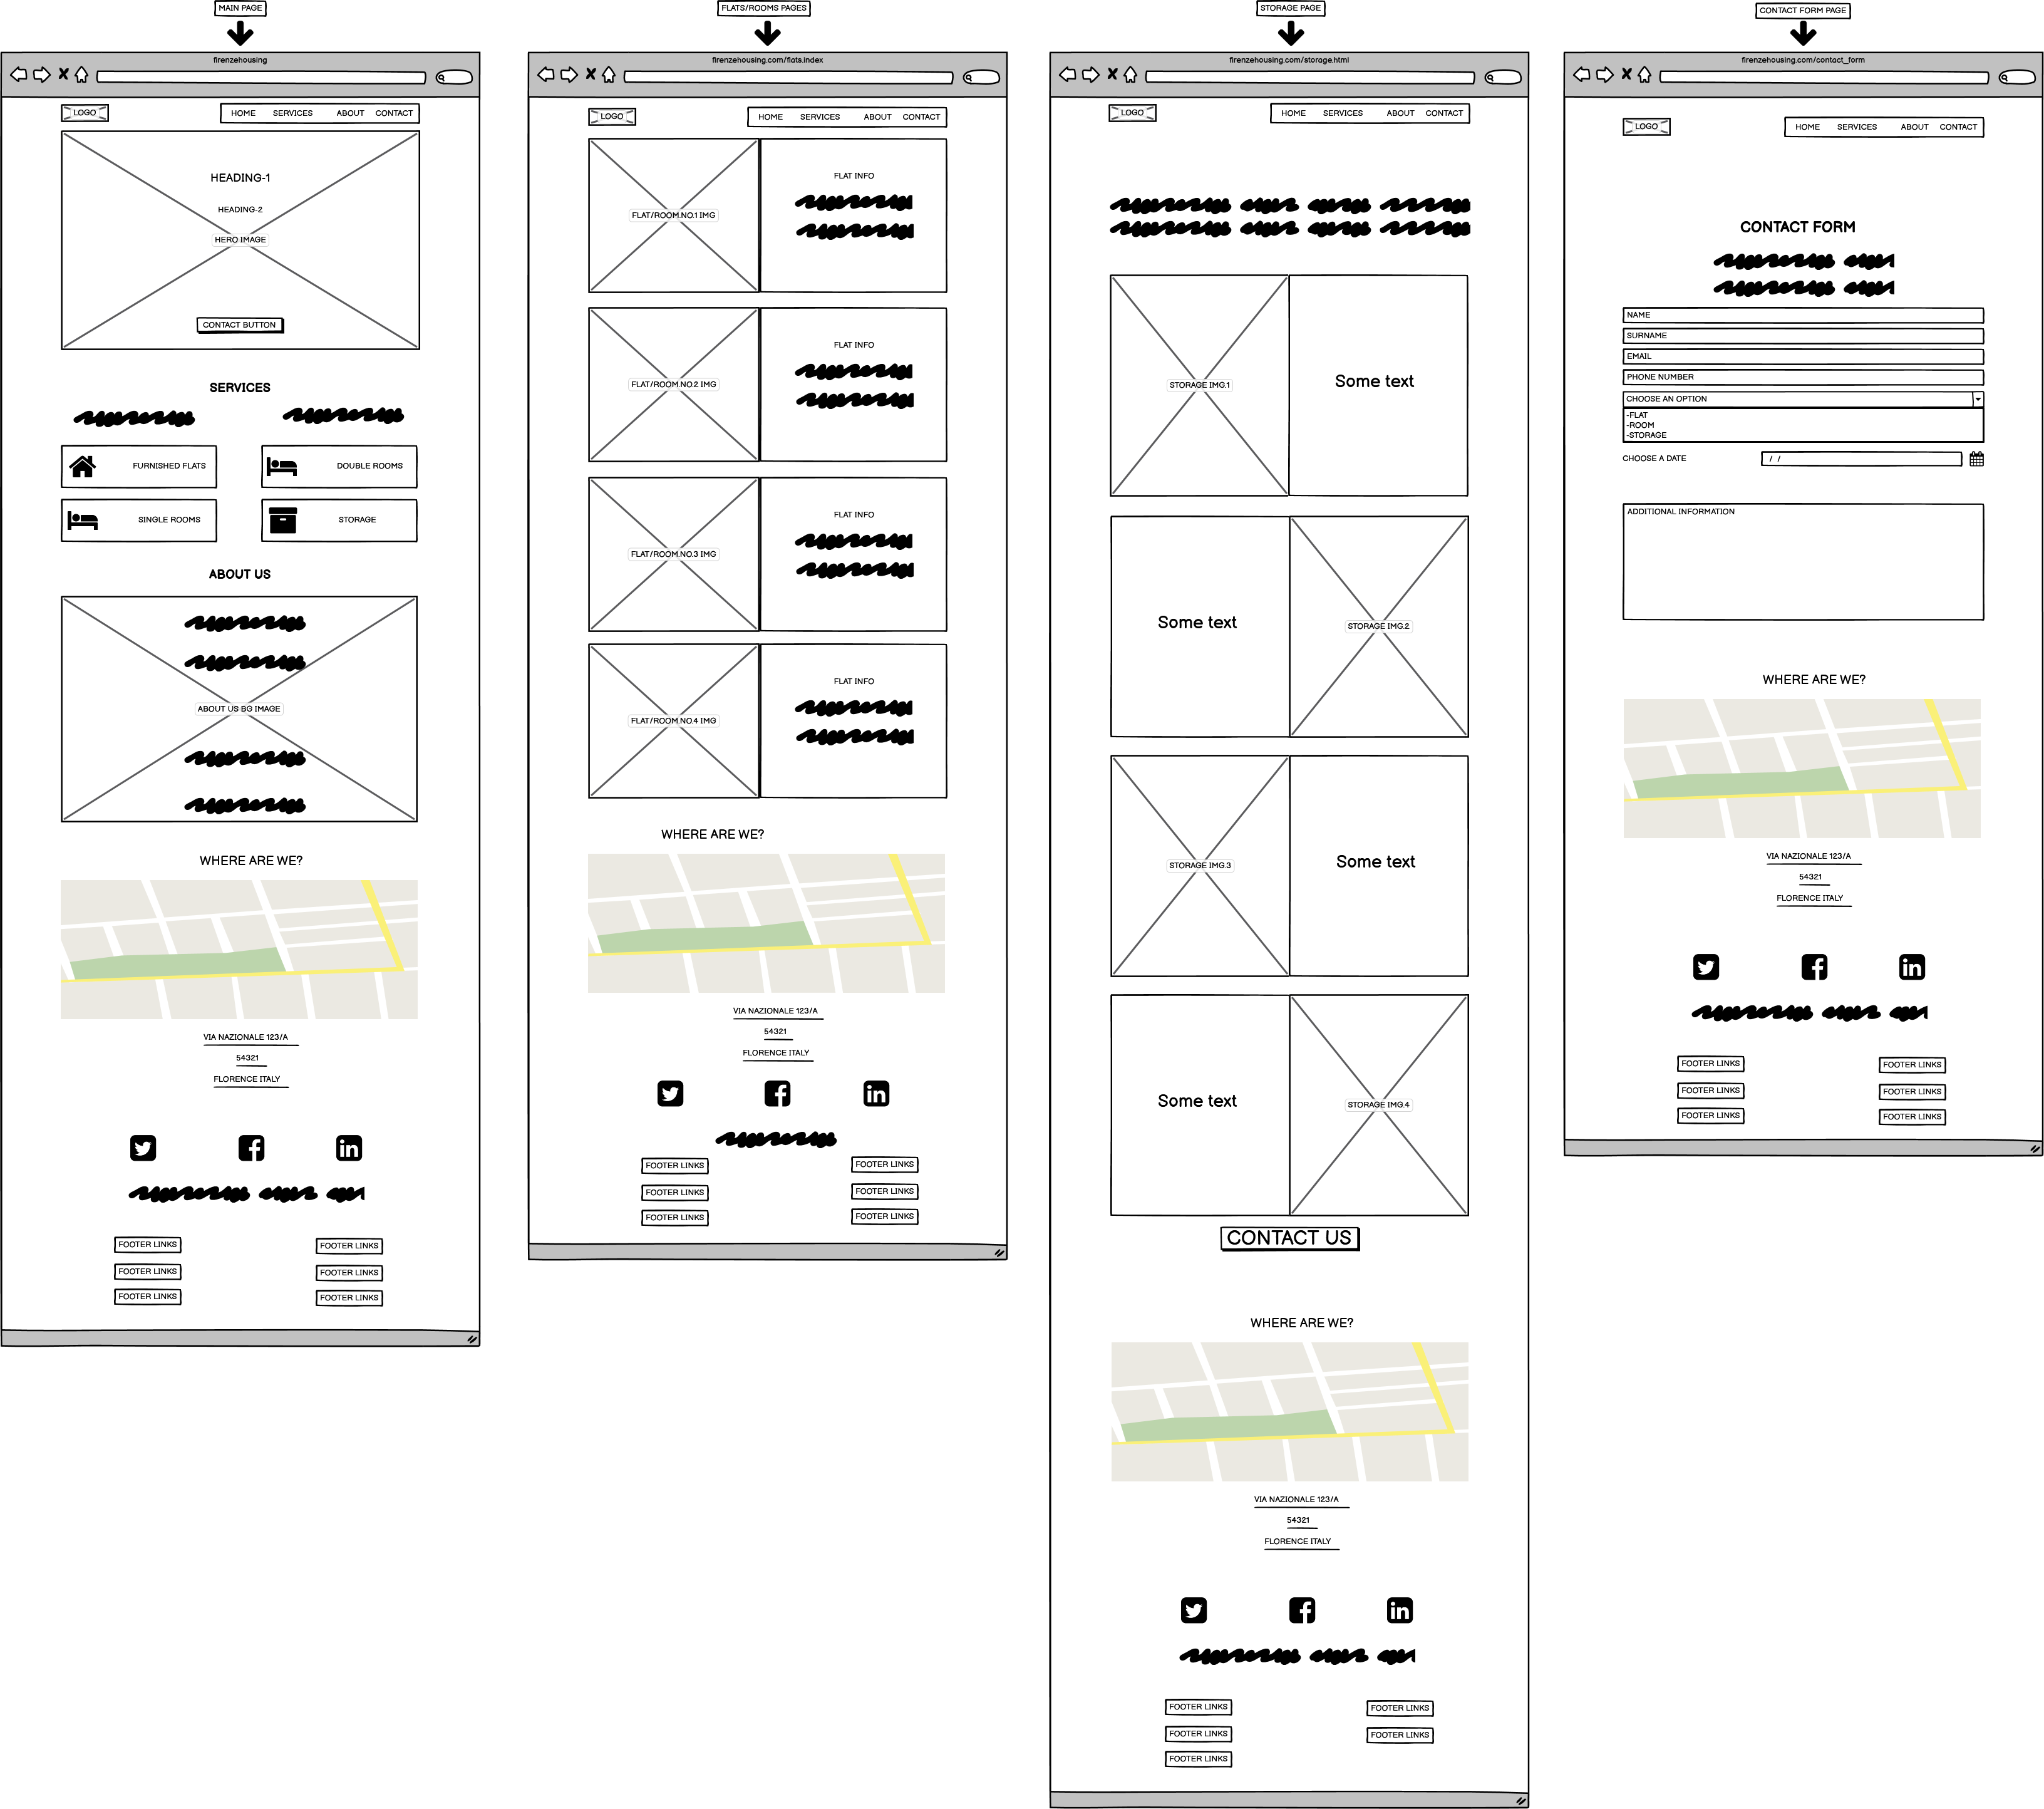 MAIN PAGE
firenzehousing
LOGO
HOME SERVICES ABOUT CONTACT
HEADING-1
HEADING-2
HERO IMAGE
CONTACT BUTTON
SERVICES
FURNISHED FLATS
DOUBLE ROOMS
SINGLE ROOMS
STORAGE
ABOUT US
ABOUT US BG IMAGE
WHERE ARE WE?
VIA NAZIONALE 123/A
54321
FLORENCE ITALY
FOOTER LINKS
FOOTER LINKS
FOOTER LINKS
FOOTER LINKS
FOOTER LINKS
FOOTER LINKS
FLATS/ROOMS PAGES
firenzehousing.com/flats.index
LOGO
HOME SERVICES ABOUT CONTACT
FLAT/ROOM.NO.1 IMG
FLAT INFO
FLAT/ROOM.NO.2 IMG
FLAT INFO
FLAT/ROOM.NO.3 IMG
FLAT INFO
FLAT/ROOM.NO.4 IMG
FLAT INFO
WHERE ARE WE?
VIA NAZIONALE 123/A
54321
FLORENCE ITALY
FOOTER LINKS
FOOTER LINKS
FOOTER LINKS
FOOTER LINKS
FOOTER LINKS
FOOTER LINKS
STORAGE PAGE
firenzehousing.com/storage.html
LOGO
HOME SERVICES ABOUT CONTACT
STORAGE IMG.1
Some text
Some text
STORAGE IMG.2
STORAGE IMG.3
Some text
Some text
STORAGE IMG.4
CONTACT US
WHERE ARE WE?
VIA NAZIONALE 123/A
54321
FLORENCE ITALY
FOOTER LINKS
FOOTER LINKS
FOOTER LINKS
FOOTER LINKS
FOOTER LINKS
CONTACT FORM PAGE
firenzehousing.com/contact_form
LOGO
HOME SERVICES ABOUT CONTACT
CONTACT FORM
NAME
SURNAME
EMAIL
PHONE NUMBER
CHOOSE AN OPTION
-FLAT
-ROOM
-STORAGE
CHOOSE A DATE / /
ADDITIONAL INFORMATION
WHERE ARE WE?
VIA NAZIONALE 123/A
54321
FLORENCE ITALY
FOOTER LINKS
FOOTER LINKS
FOOTER LINKS
FOOTER LINKS
FOOTER LINKS
FOOTER LINKS